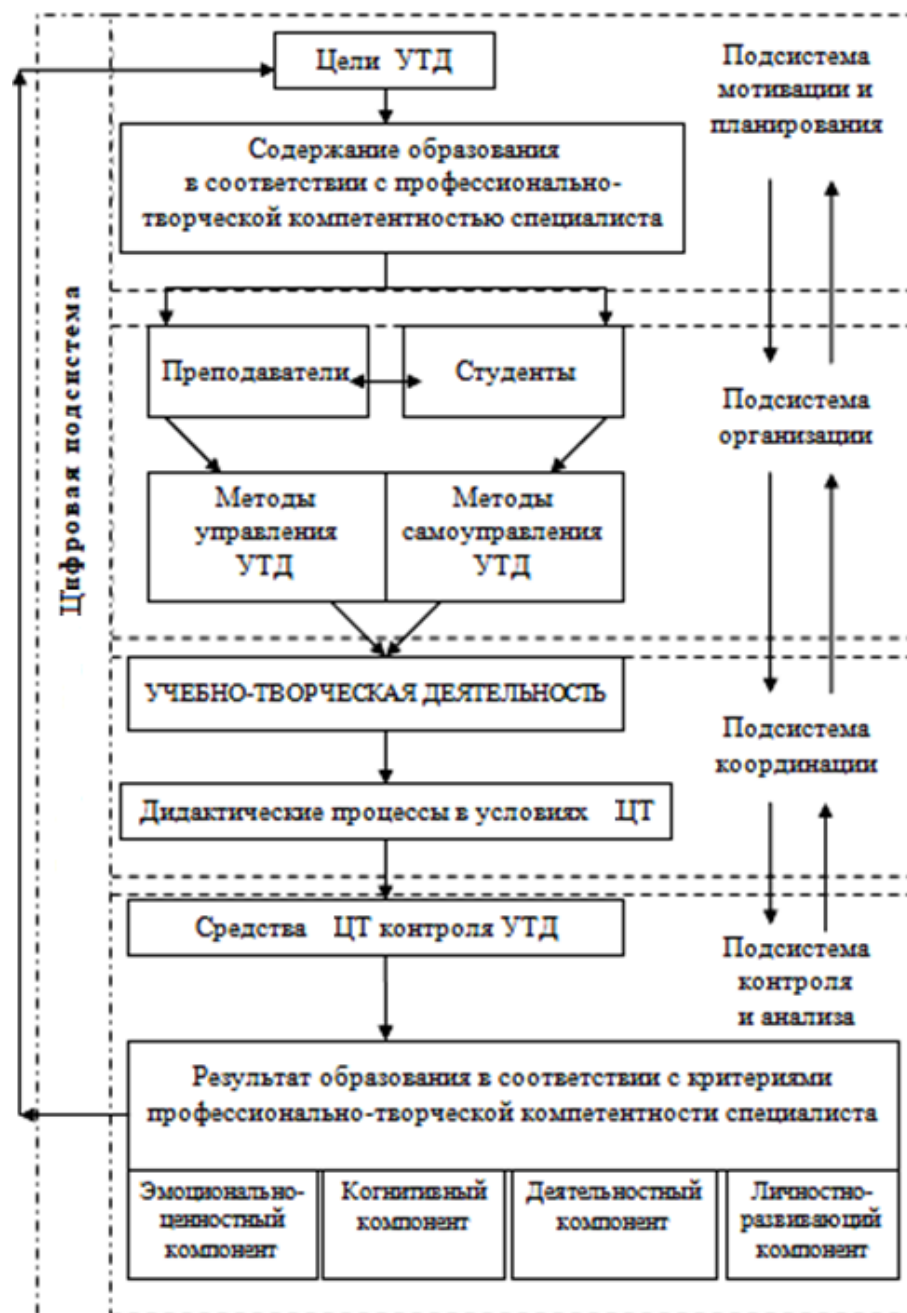 Цели УТД
Подсистема
мотивации и
планирования
Содержание образования
в соответствии с профессионально-
творческой компетентностью специалиста
Цифровая подсистема
Преподаватели
Студенты
Подсистема
организации
Методы
управления
УТД
Методы
самоуправления
УТД
УЧЕБНО-ТВОРЧЕСКАЯ ДЕЯТЕЛЬНОСТЬ
Подсистема
координации
Дидактические процессы в условиях ЦТ
Средства ЦТ контроля УТД
Подсистема
контроля
и анализа
Результат образования в соответствии с критериями
профессионально-творческой компетентности специалиста
Эмоционально-
ценностный
компонент
Когнитивный
компонент
Деятельностный
компонент
Личностно-
развивающий
компонент